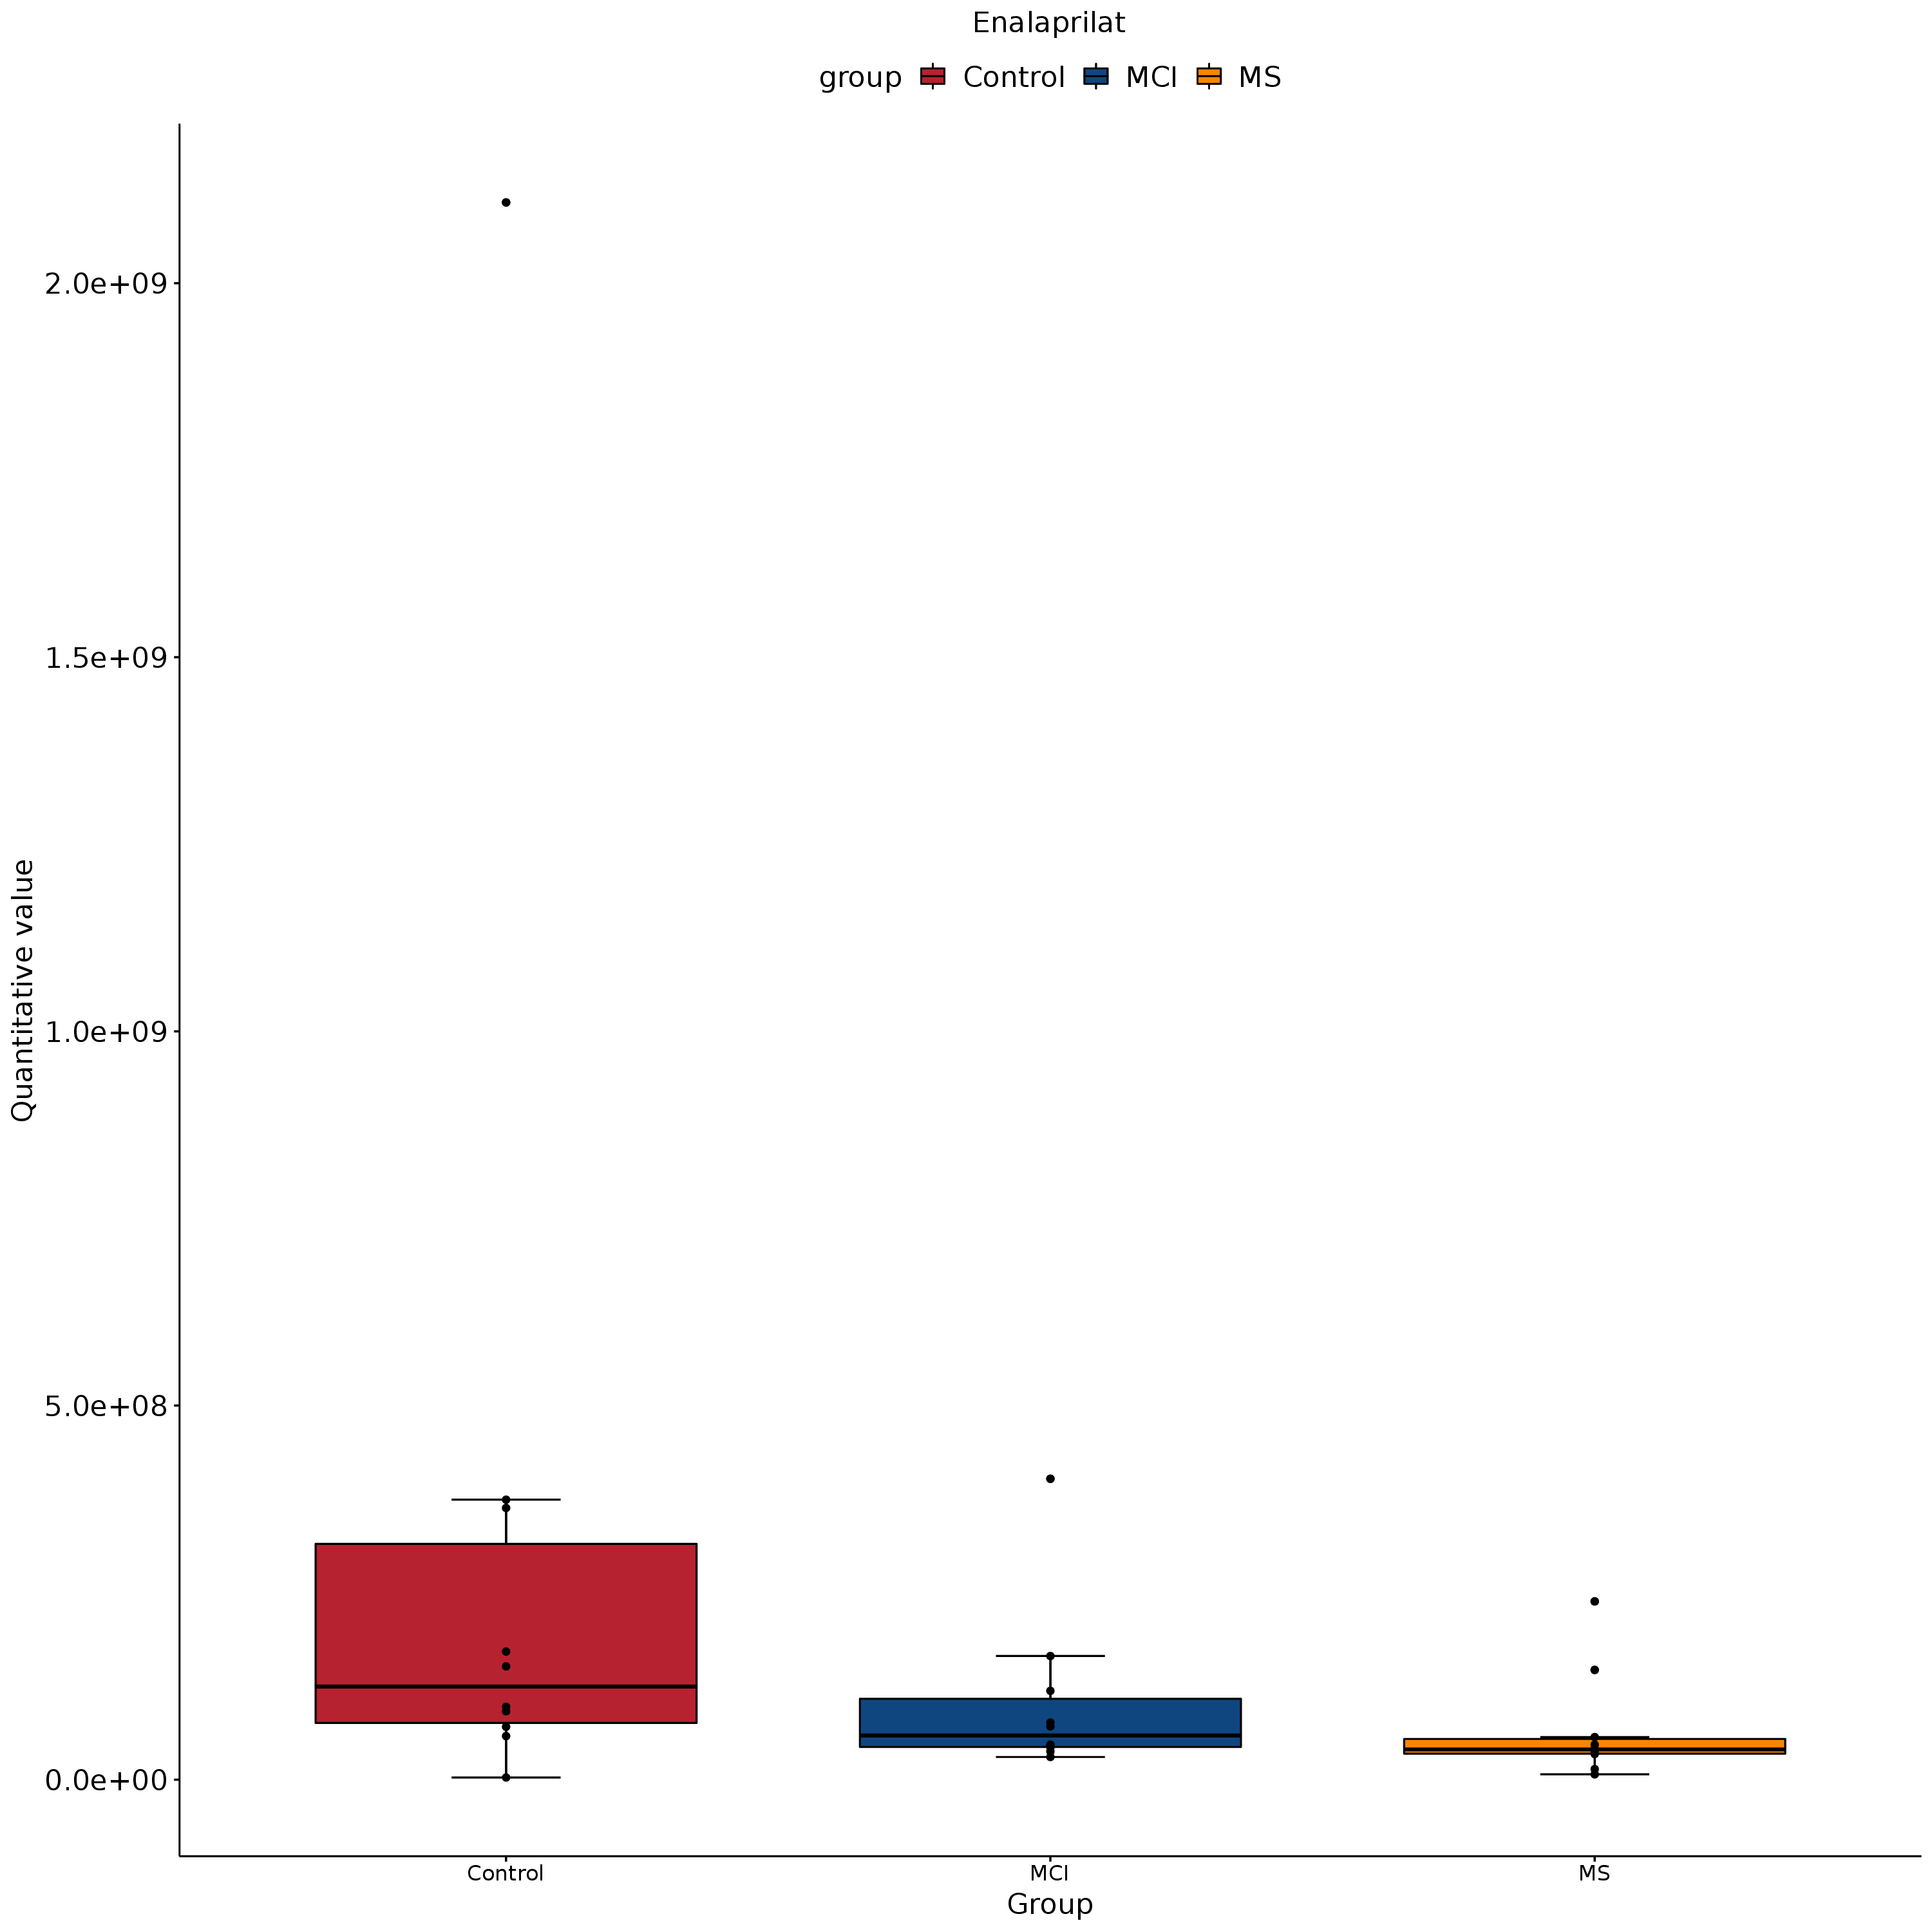 Enalaprilat
group Control MCI MS
Quantitative value
2.0e+09
1.5e+09
1.0e+09
5.0e+08
0.0e+00
Control MCI MS
Group